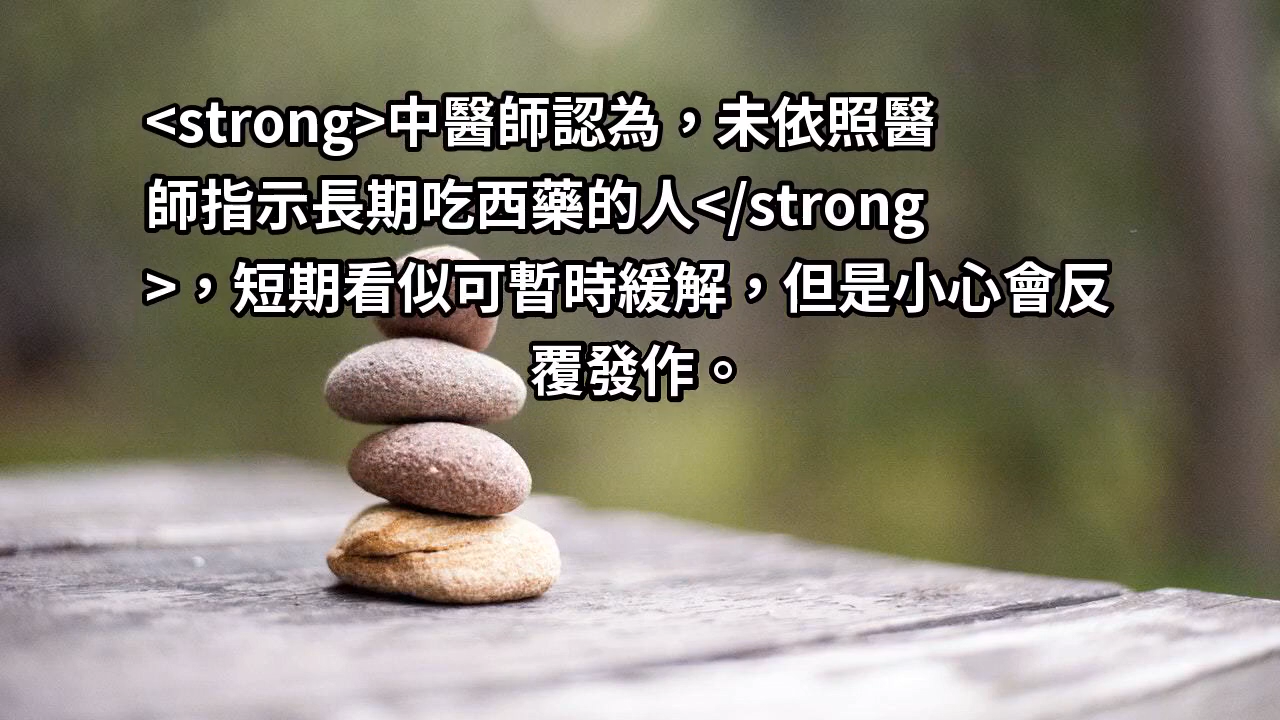 <strong>中醫師認為，未依照醫
師指示長期吃西藥的人</strong
>，短期看似可暫時緩解，但是小心會反
覆發作。